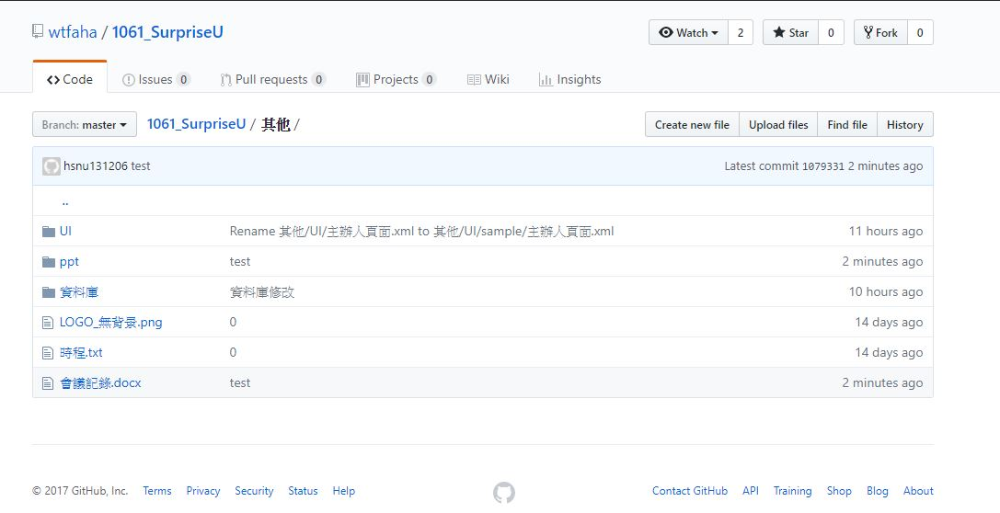 wtfaha / 1061_SurpriseU Watch 2 Star 0 Fork 0
Code Issues 0 Pull requests 0 Projects 0 Wiki Insights
Branch: master 1061_SurpriseU / 其他 / Create new file Upload files Find file History
hsnu131206 test Latest commit 1079331 2 minutes ago
..
UI Rename 其他/UI/主辦人頁面.xml to 其他/UI/sample/主辦人頁面.xml 11 hours ago
ppt test 2 minutes ago
資料庫 資料庫修改 10 hours ago
LOGO_無背景.png 0 14 days ago
時程.txt 0 14 days ago
會議記錄.docx test 2 minutes ago
© 2017 GitHub, Inc. Terms Privacy Security Status Help Contact GitHub API Training Shop Blog About